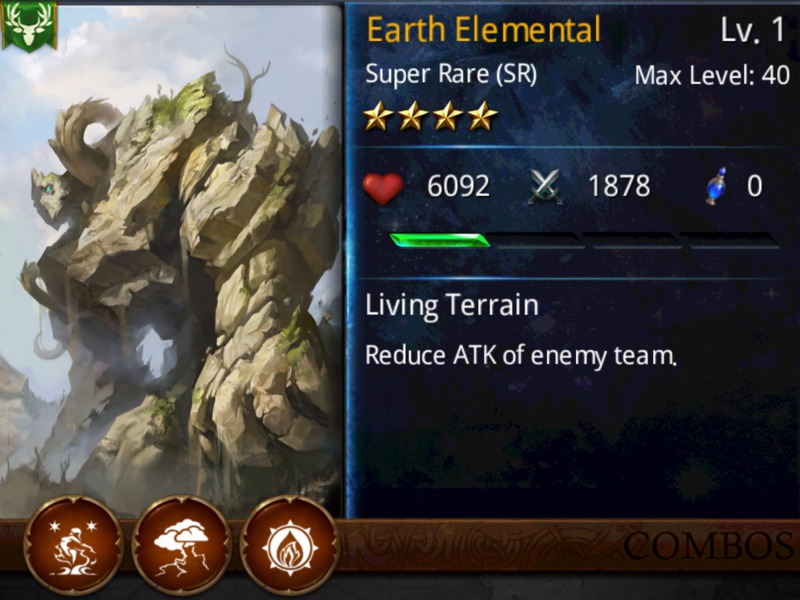 Earth Elemental Lv. 1
Super Rare (SR) Max Level: 40
6092 1878 0
Living Terrain
Reduce ATK of enemy team.
COMBOS